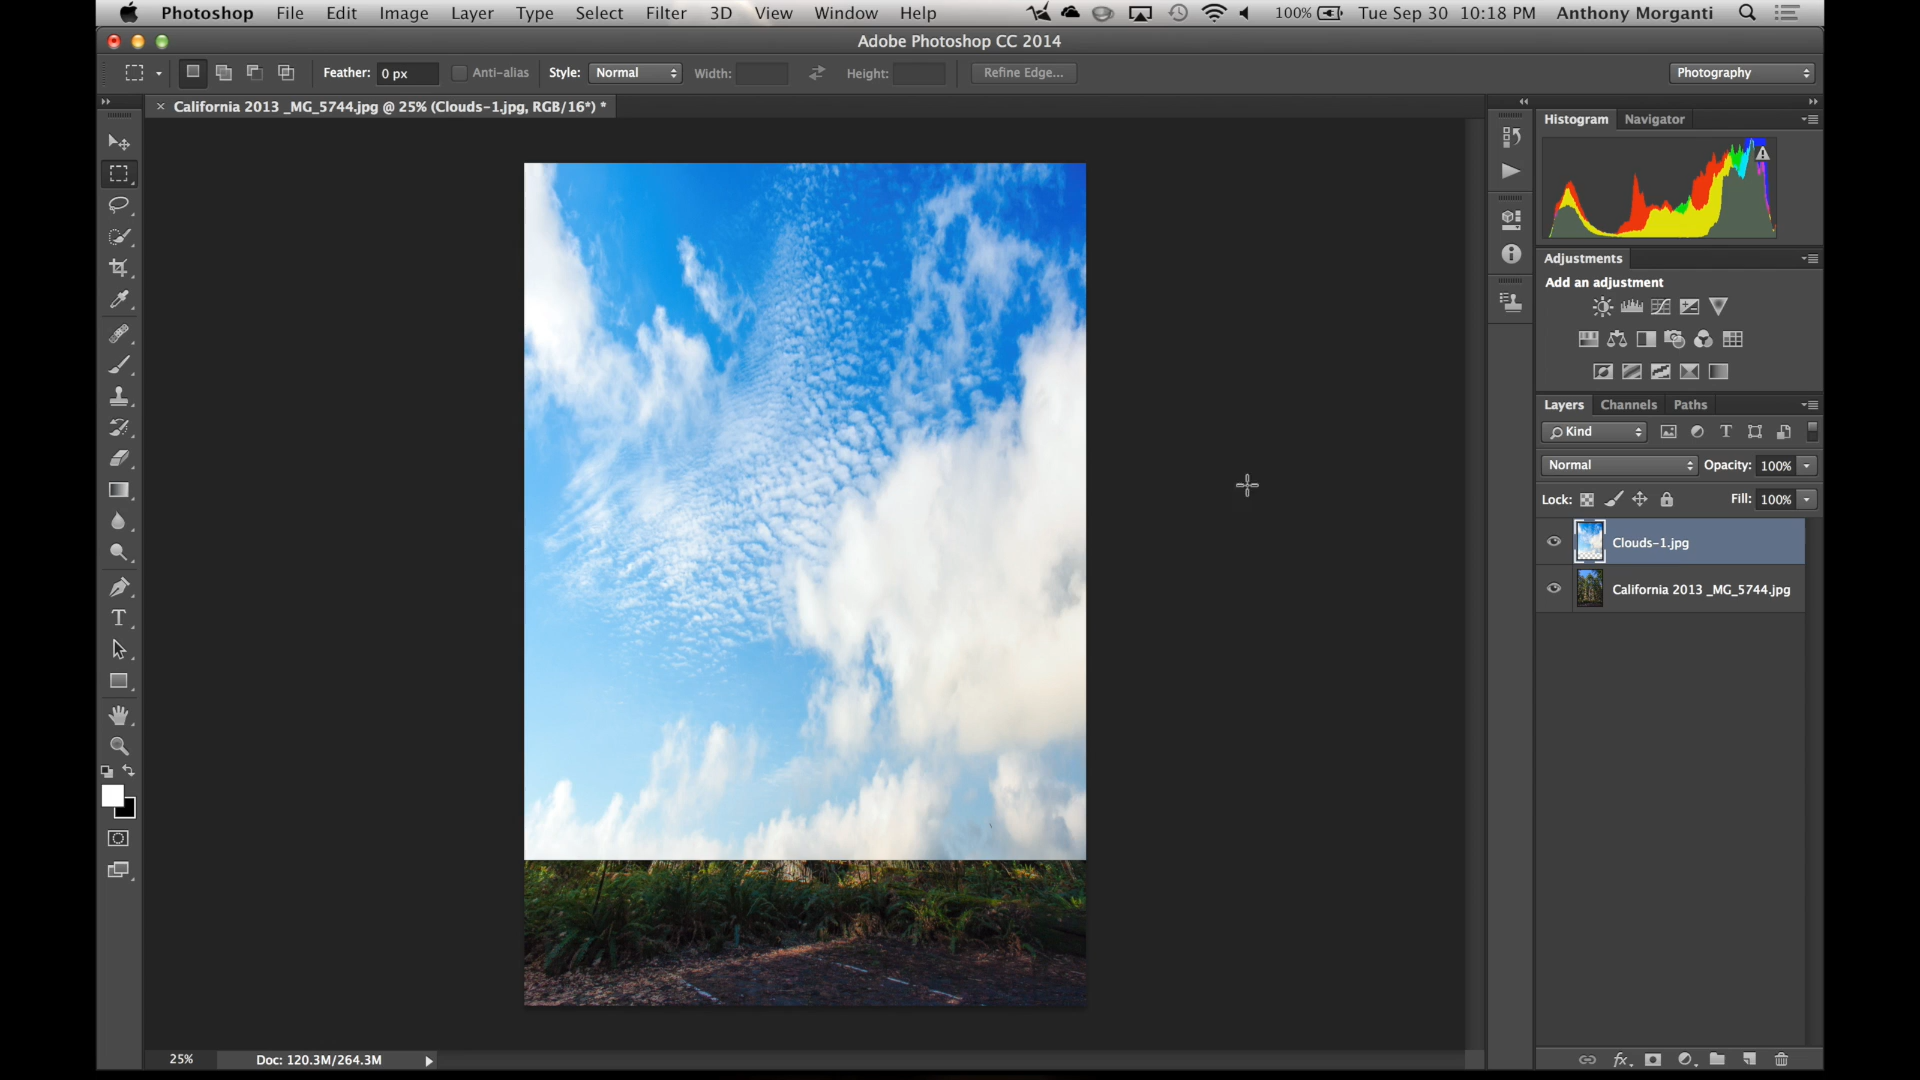 Photoshop File Edit Image Layer Type Select Filter 3D View Window Help 100% Tue Sep 30 10:18 PM Anthony Morganti
Adobe Photoshop CC 2014
Feather: 0 px Anti-alias Style: Normal Width: Height: Refine Edge... Photography
× California 2013 _MG_5744.jpg @ 25% (Clouds-1.jpg, RGB/16*) *
Histogram Navigator
Adjustments
Add an adjustment
Layers Channels Paths
Kind
Normal Opacity: 100%
Lock: Fill: 100%
Clouds-1.jpg
California 2013 _MG_5744.jpg
25% Doc: 120.3M/264.3M